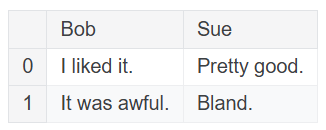 Bob Sue
0 I liked it. Pretty good.
1 It was awful. Bland.